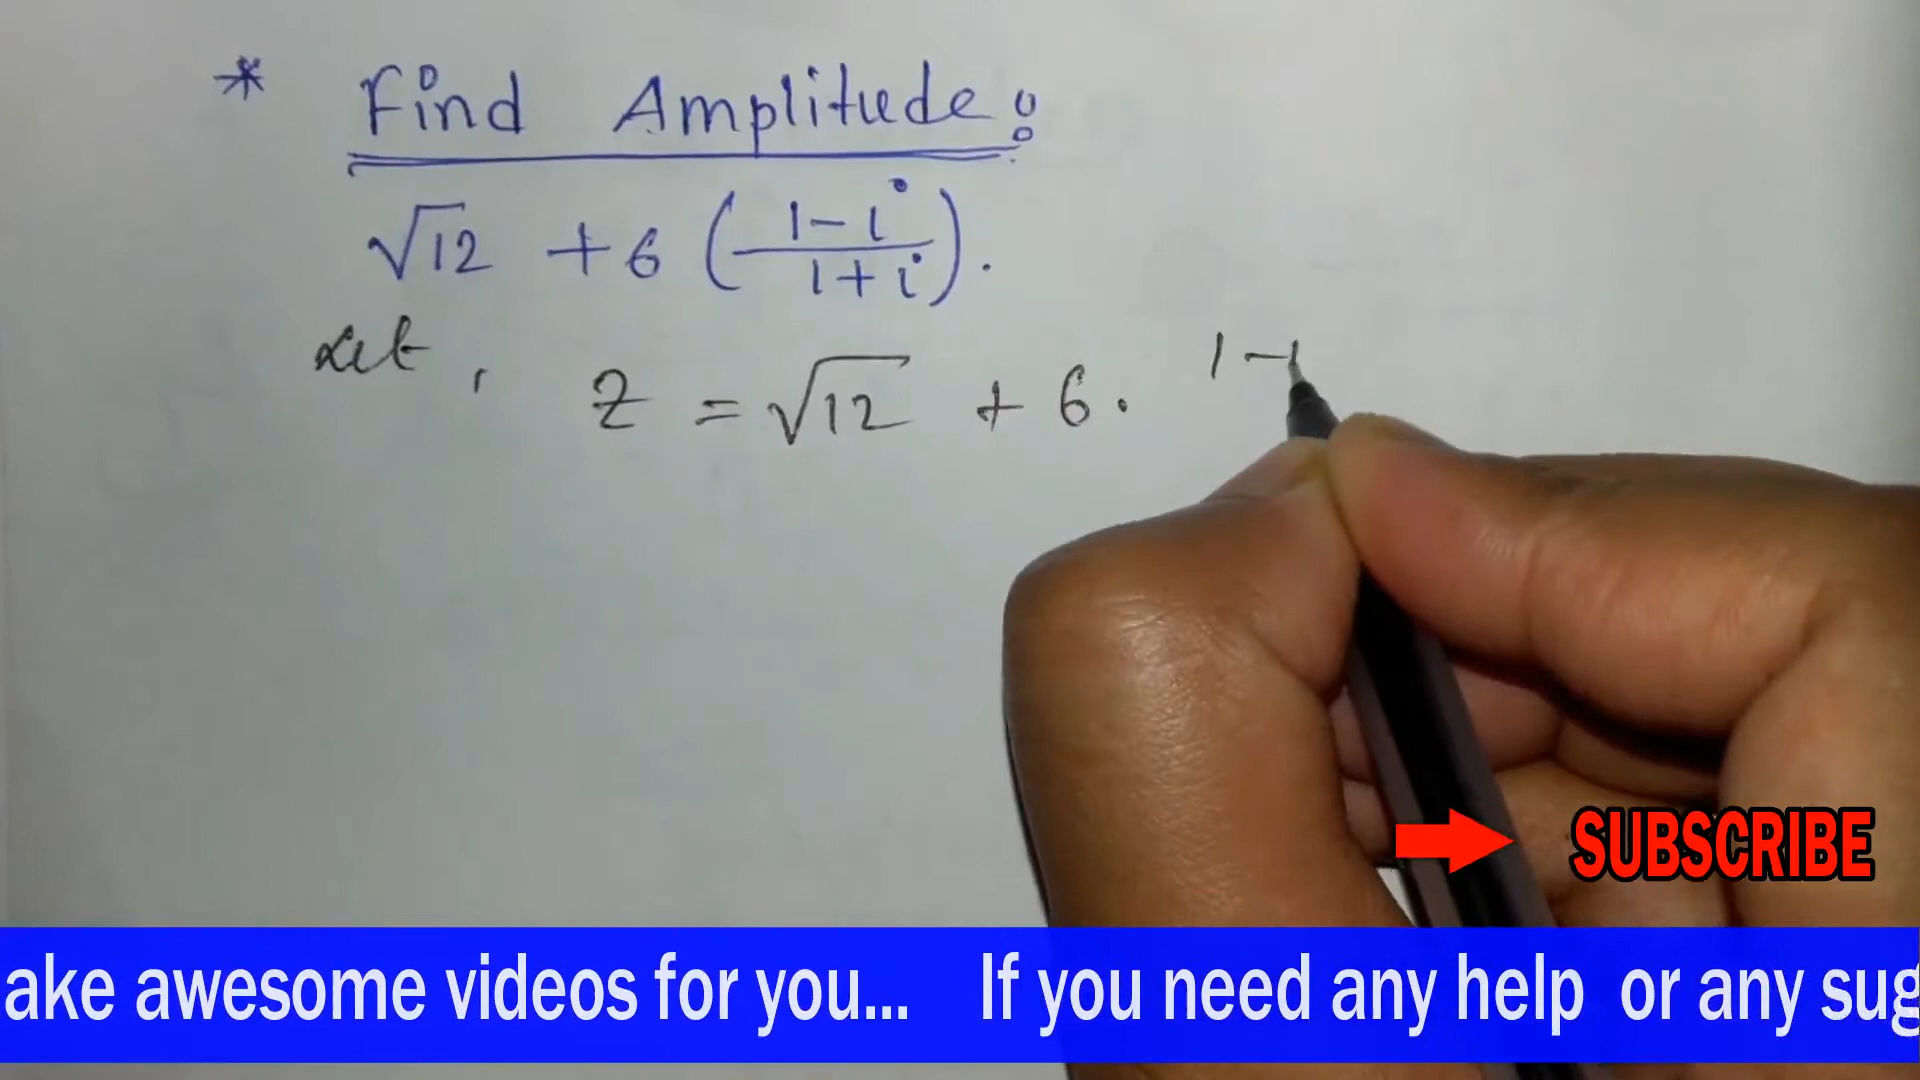 * Find Amplitude:
√12 + 6 (1-i / 1+i).
Let, z = √12 + 6. 1-
SUBSCRIBE
ake awesome videos for you... If you need any help or any sug